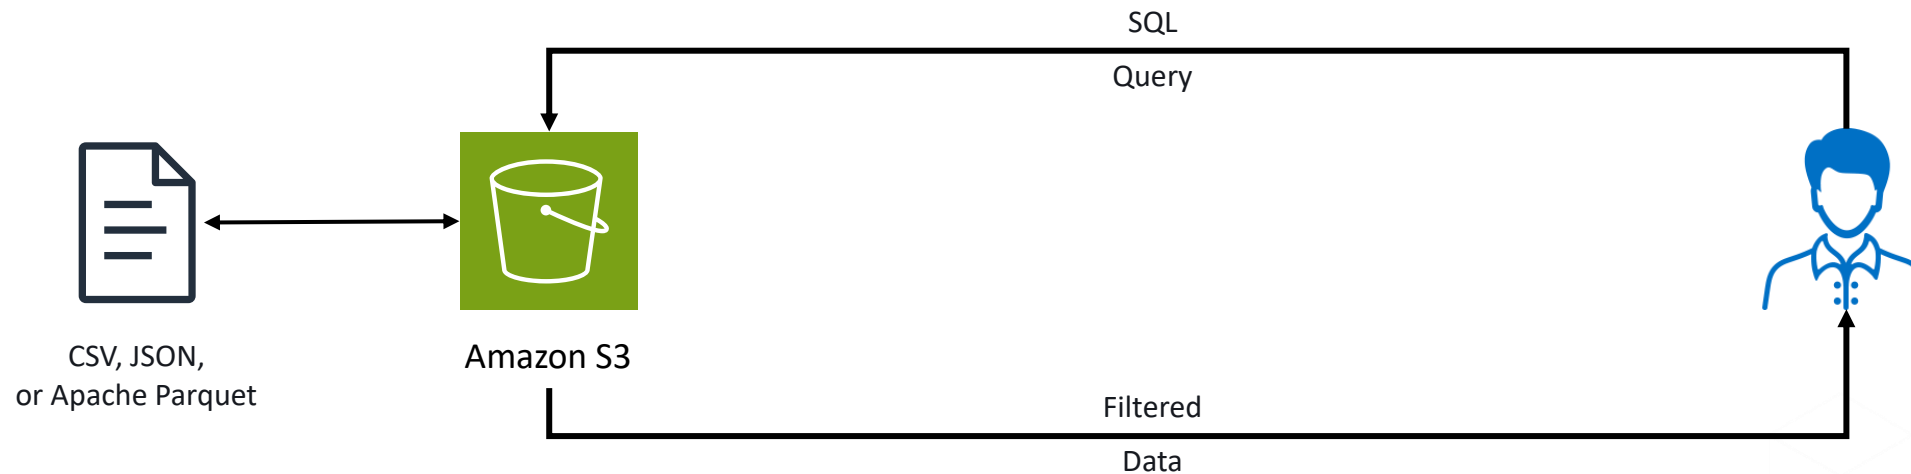 SQL
Query
CSV, JSON,
or Apache Parquet
Amazon S3
Filtered
Data